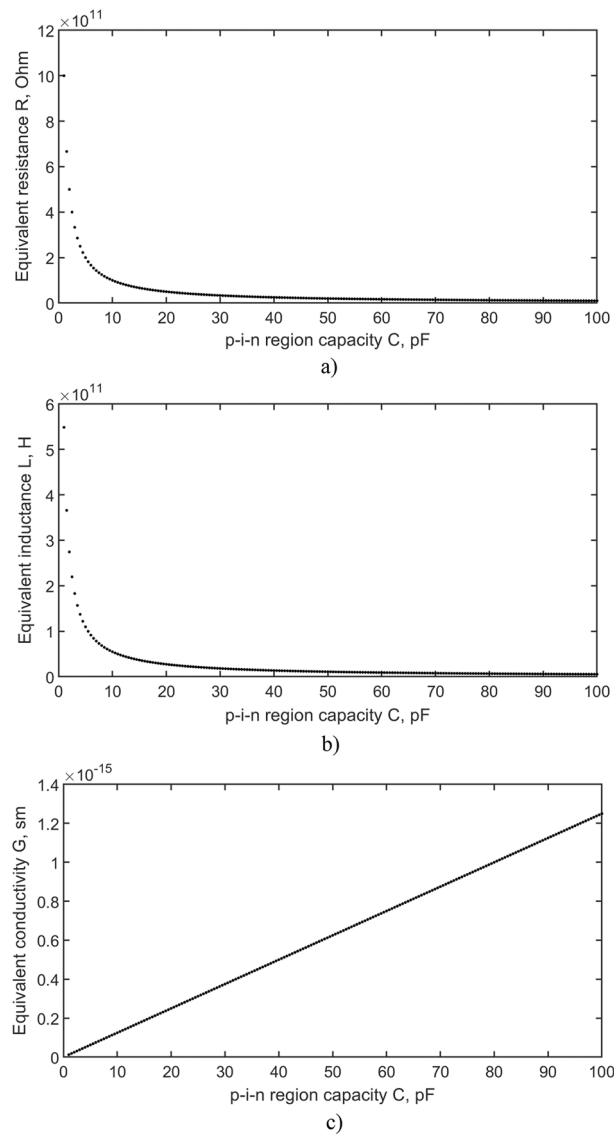 ×10^11
12
10
8
6
4
2
0
Equivalent resistance R, Ohm
0 10 20 30 40 50 60 70 80 90 100
p-i-n region capacity C, pF
a)
×10^11
6
5
4
3
2
1
0
Equivalent inductance L, H
0 10 20 30 40 50 60 70 80 90 100
p-i-n region capacity C, pF
b)
×10^-15
1.4
1.2
1
0.8
0.6
0.4
0.2
0
Equivalent conductivity G, sm
0 10 20 30 40 50 60 70 80 90 100
p-i-n region capacity C, pF
c)